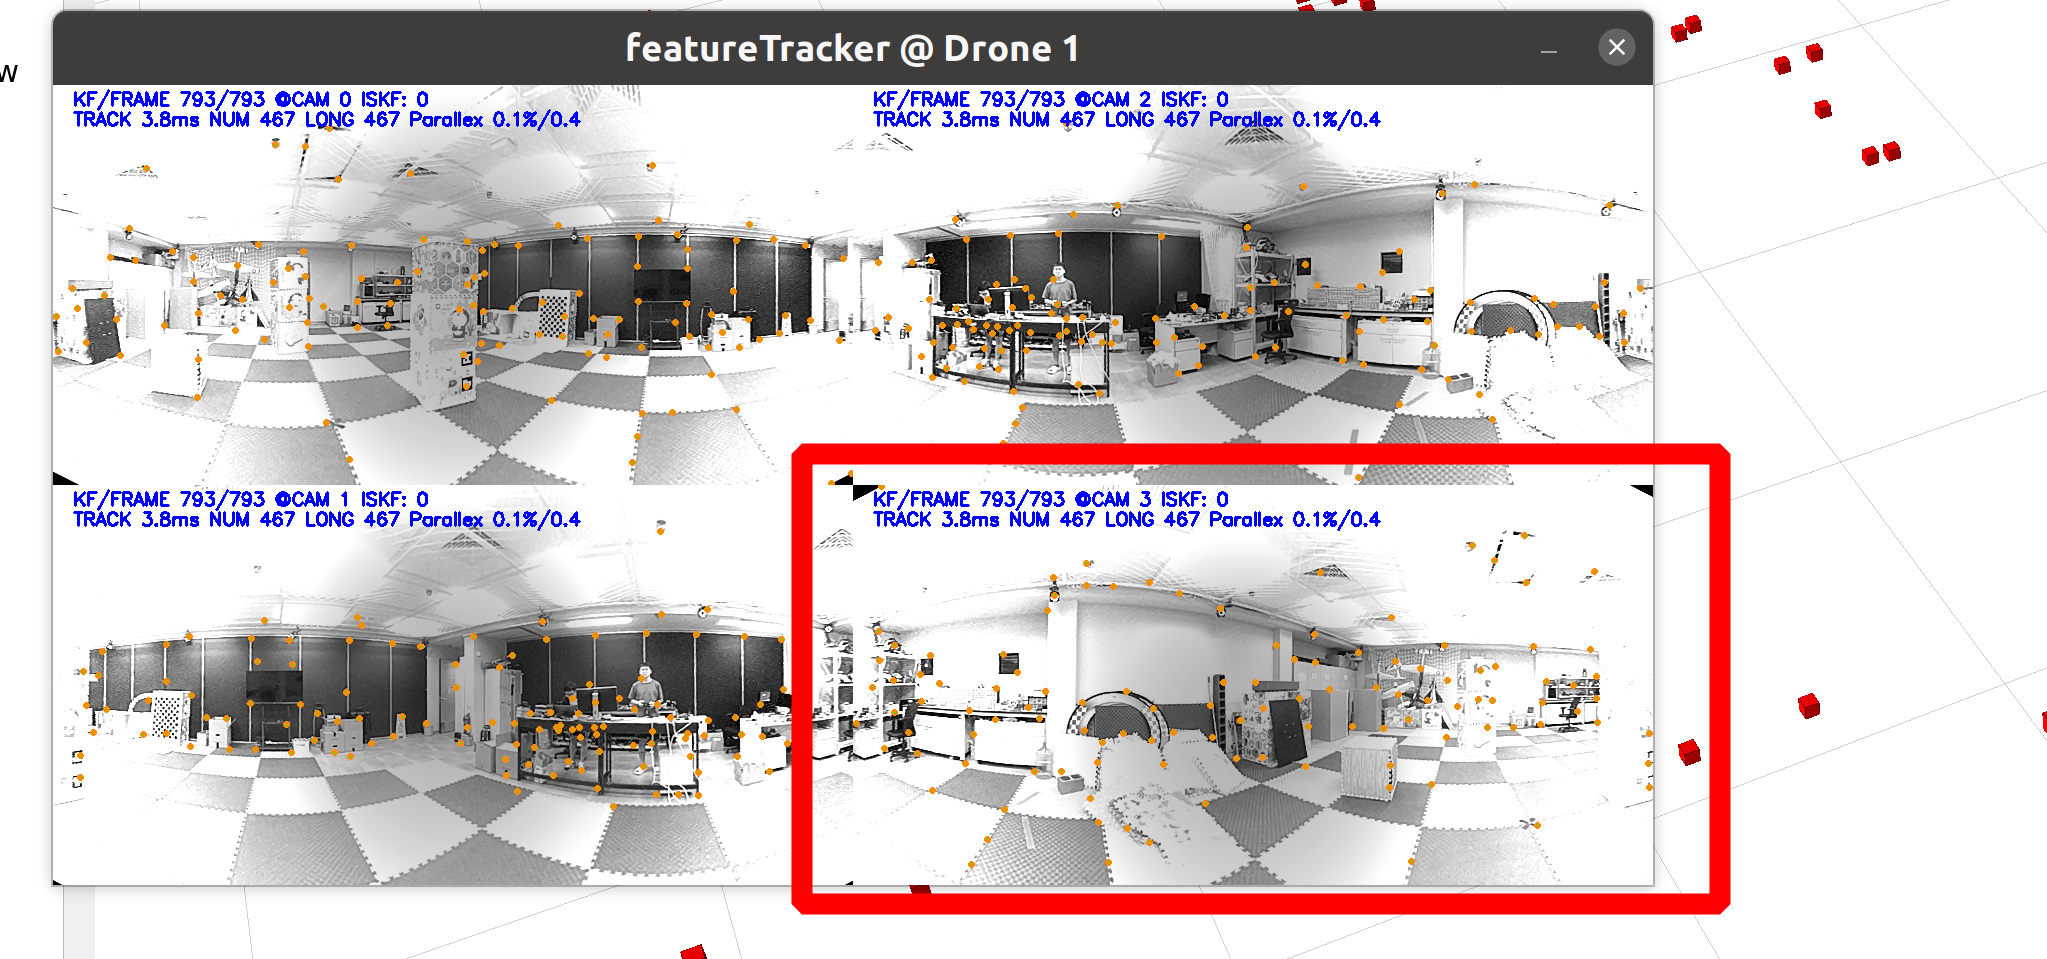 featureTracker @ Drone 1
w
KF/FRAME 793/793 @CAM 0 ISKF: 0
TRACK 3.8ms NUM 467 LONG 467 Parallex 0.1%/0.4
KF/FRAME 793/793 @CAM 2 ISKF: 0
TRACK 3.8ms NUM 467 LONG 467 Parallex 0.1%/0.4
KF/FRAME 793/793 @CAM 1 ISKF: 0
TRACK 3.8ms NUM 467 LONG 467 Parallex 0.1%/0.4
KF/FRAME 793/793 @CAM 3 ISKF: 0
TRACK 3.8ms NUM 467 LONG 467 Parallex 0.1%/0.4